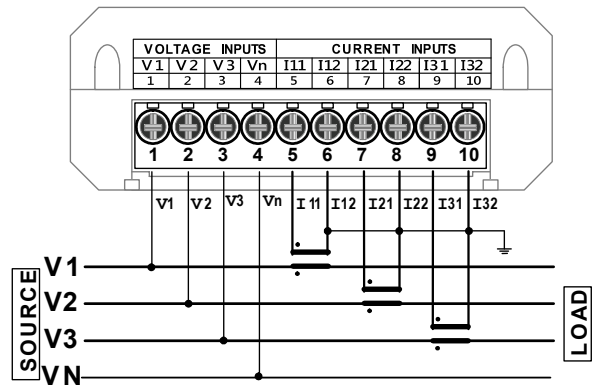 VOLTAGE INPUTS CURRENT INPUTS
V1 V2 V3 Vn I11 I12 I21 I22 I31 I32
1 2 3 4 5 6 7 8 9 10
1 2 3 4 5 6 7 8 9 10
V1 V2 V3 Vn I11 I12 I21 I22 I31 I32
SOURCE
V1
V2
V3
VN
LOAD